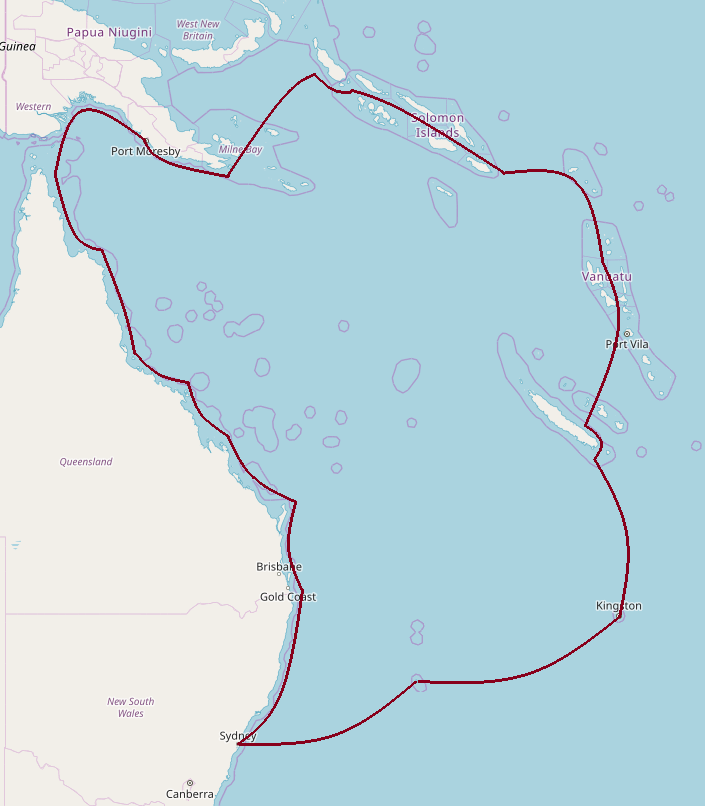 Papua Niugini
West New
Britain
Guinea
Western
Port Moresby
Milne Bay
Solomon
Islands
Vanuatu
Port Vila
Queensland
Brisbane
Gold Coast
Kingston
New South
Wales
Sydney
Canberra